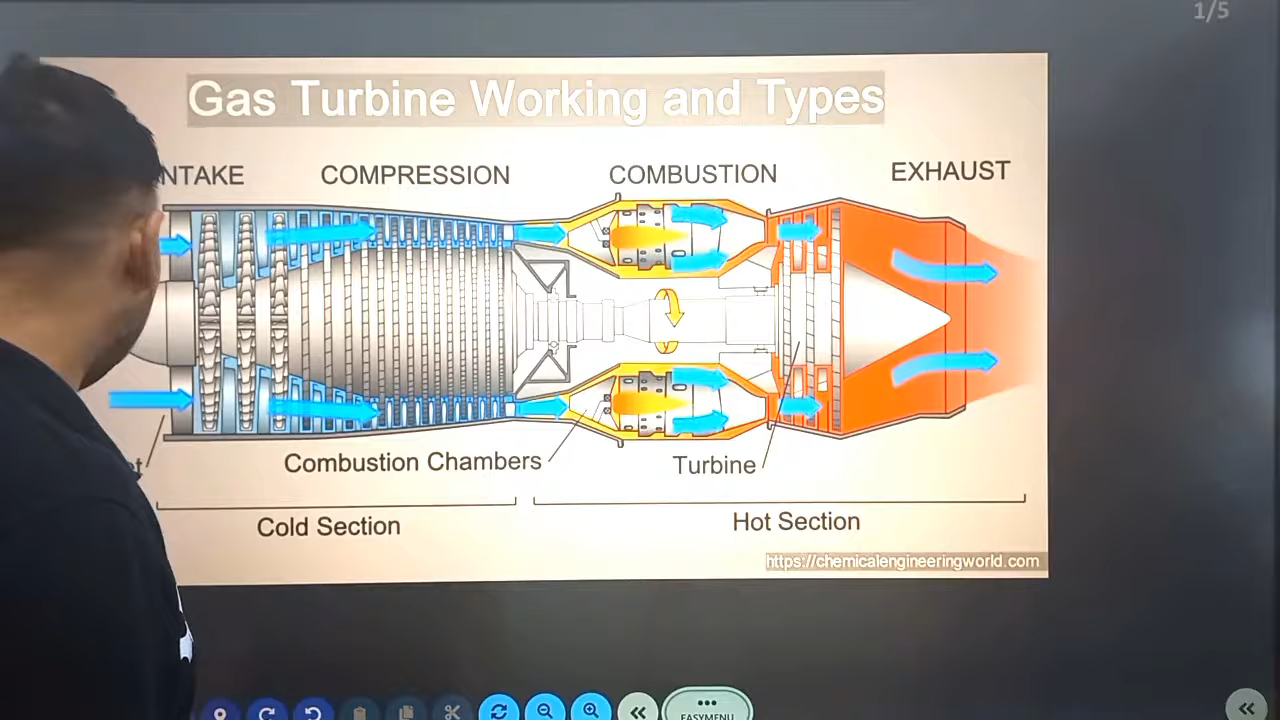 1/5
Gas Turbine Working and Types
NTAKE COMPRESSION COMBUSTION EXHAUST
Combustion Chambers Turbine
Cold Section Hot Section
https://chemicalengineeringworld.com
EASYMENU